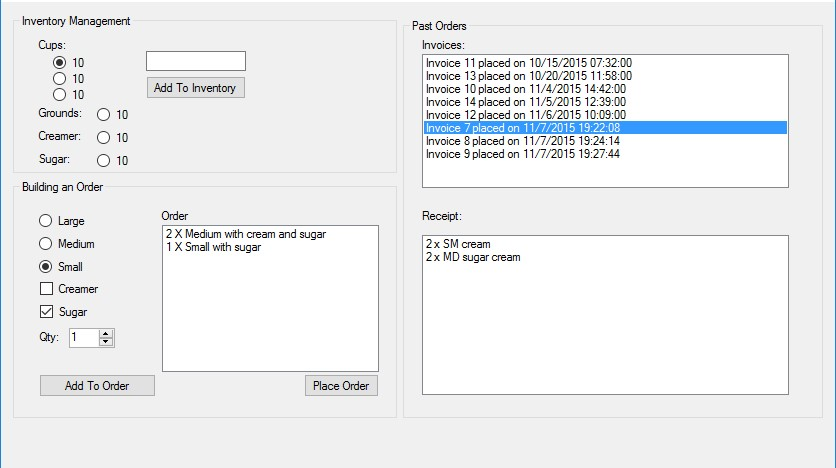 Inventory Management
Cups:
10
10
10
Add To Inventory
Grounds: 10
Creamer: 10
Sugar: 10
Building an Order
Large
Medium
Small
Creamer
Sugar
Qty: 1
Add To Order
Order
2 X Medium with cream and sugar
1 X Small with sugar
Place Order
Past Orders
Invoices:
Invoice 11 placed on 10/15/2015 07:32:00
Invoice 13 placed on 10/20/2015 11:58:00
Invoice 10 placed on 11/4/2015 14:42:00
Invoice 14 placed on 11/5/2015 12:39:00
Invoice 12 placed on 11/6/2015 10:09:00
Invoice 7 placed on 11/7/2015 19:22:08
Invoice 8 placed on 11/7/2015 19:24:14
Invoice 9 placed on 11/7/2015 19:27:44
Receipt:
2 x SM cream
2 x MD sugar cream